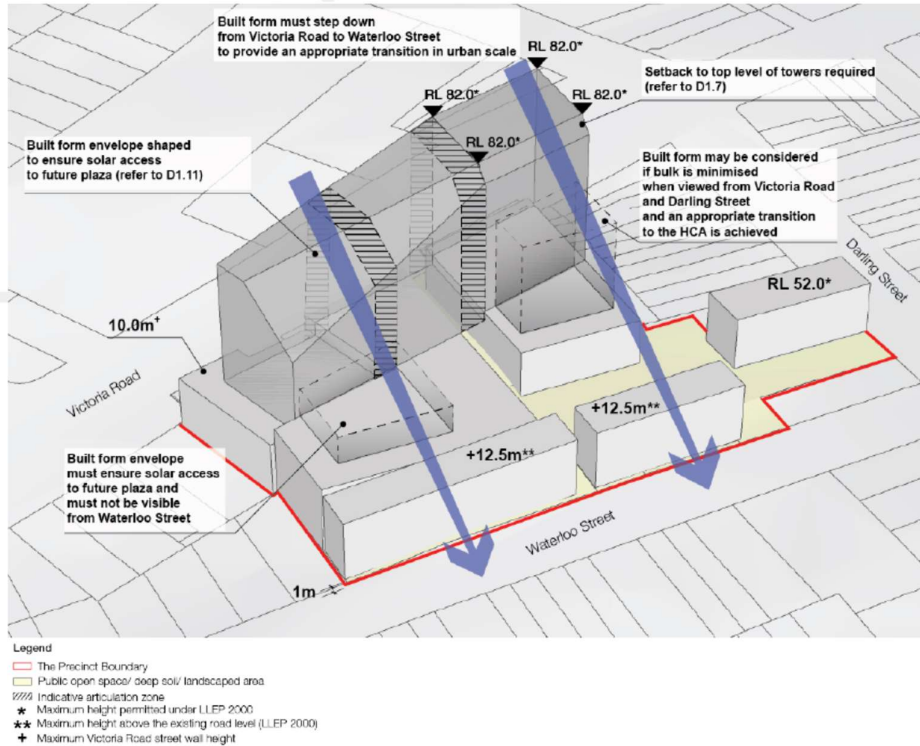 Built form must step down
from Victoria Road to Waterloo Street
to provide an appropriate transition in urban scale
RL 82.0*
Setback to top level of towers required
(refer to D1.7)
RL 82.0*
RL 82.0*
RL 82.0*
Built form envelope shaped
to ensure solar access
to future plaza (refer to D1.11)
Built form may be considered
if bulk is minimised
when viewed from Victoria Road
and Darling Street
and an appropriate transition
to the HCA is achieved
Darling Street
RL 52.0*
10.0m+
Victoria Road
+12.5m**
+12.5m**
Built form envelope
must ensure solar access
to future plaza and
must not be visible
from Waterloo Street
Waterloo Street
1m
Legend
The Precinct Boundary
Public open space/ deep soil/ landscaped area
Indicative articulation zone
* Maximum height permitted under LLEP 2000
** Maximum height above the existing road level (LLEP 2000)
+ Maximum Victoria Road street wall height